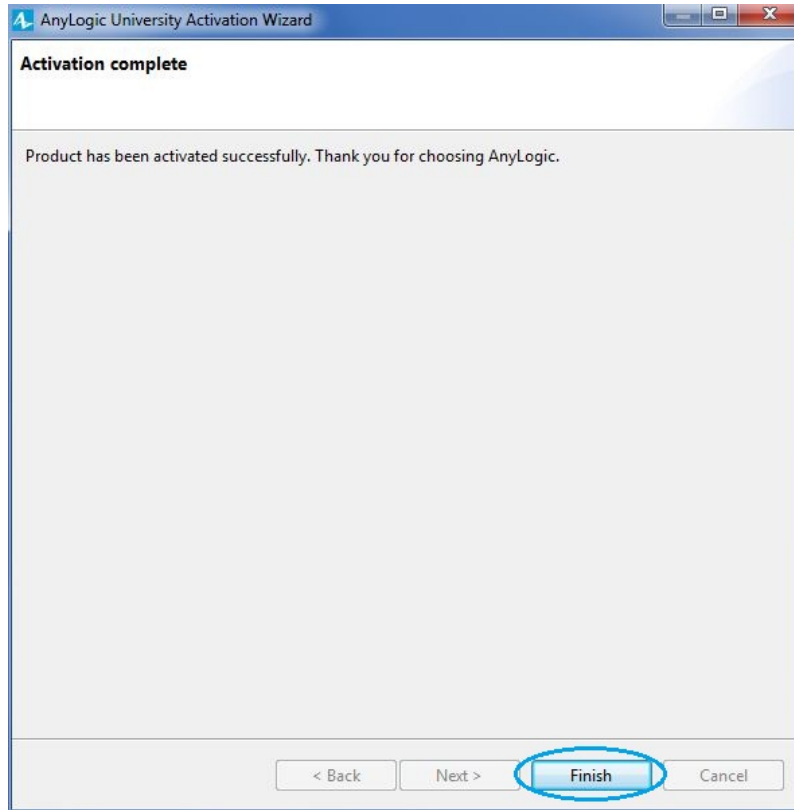 AnyLogic University Activation Wizard
Activation complete
Product has been activated successfully. Thank you for choosing AnyLogic.
< Back Next > Finish Cancel